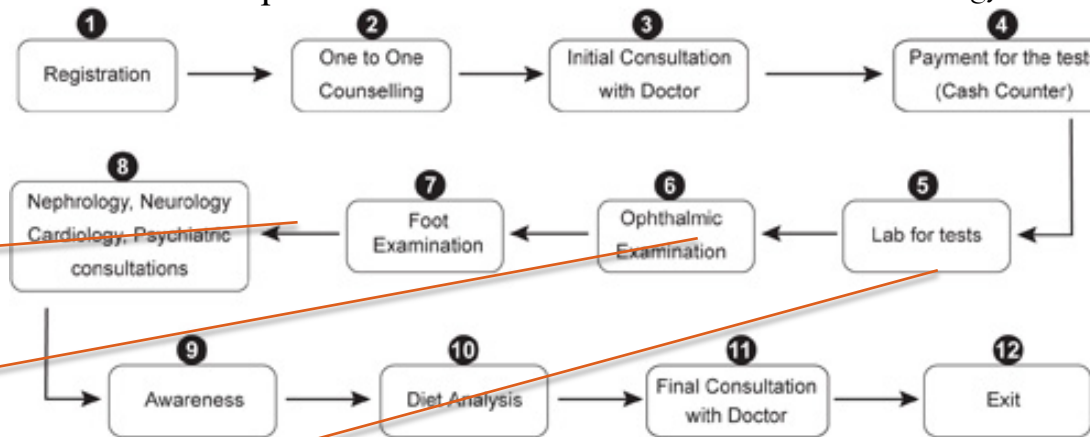 1
Registration
2
One to One
Counselling
3
Initial Consultation
with Doctor
4
Payment for the test
(Cash Counter)
5
Lab for tests
6
Ophthalmic
Examination
7
Foot
Examination
8
Nephrology, Neurology
Cardiology, Psychiatric
consultations
9
Awareness
10
Diet Analysis
11
Final Consultation
with Doctor
12
Exit